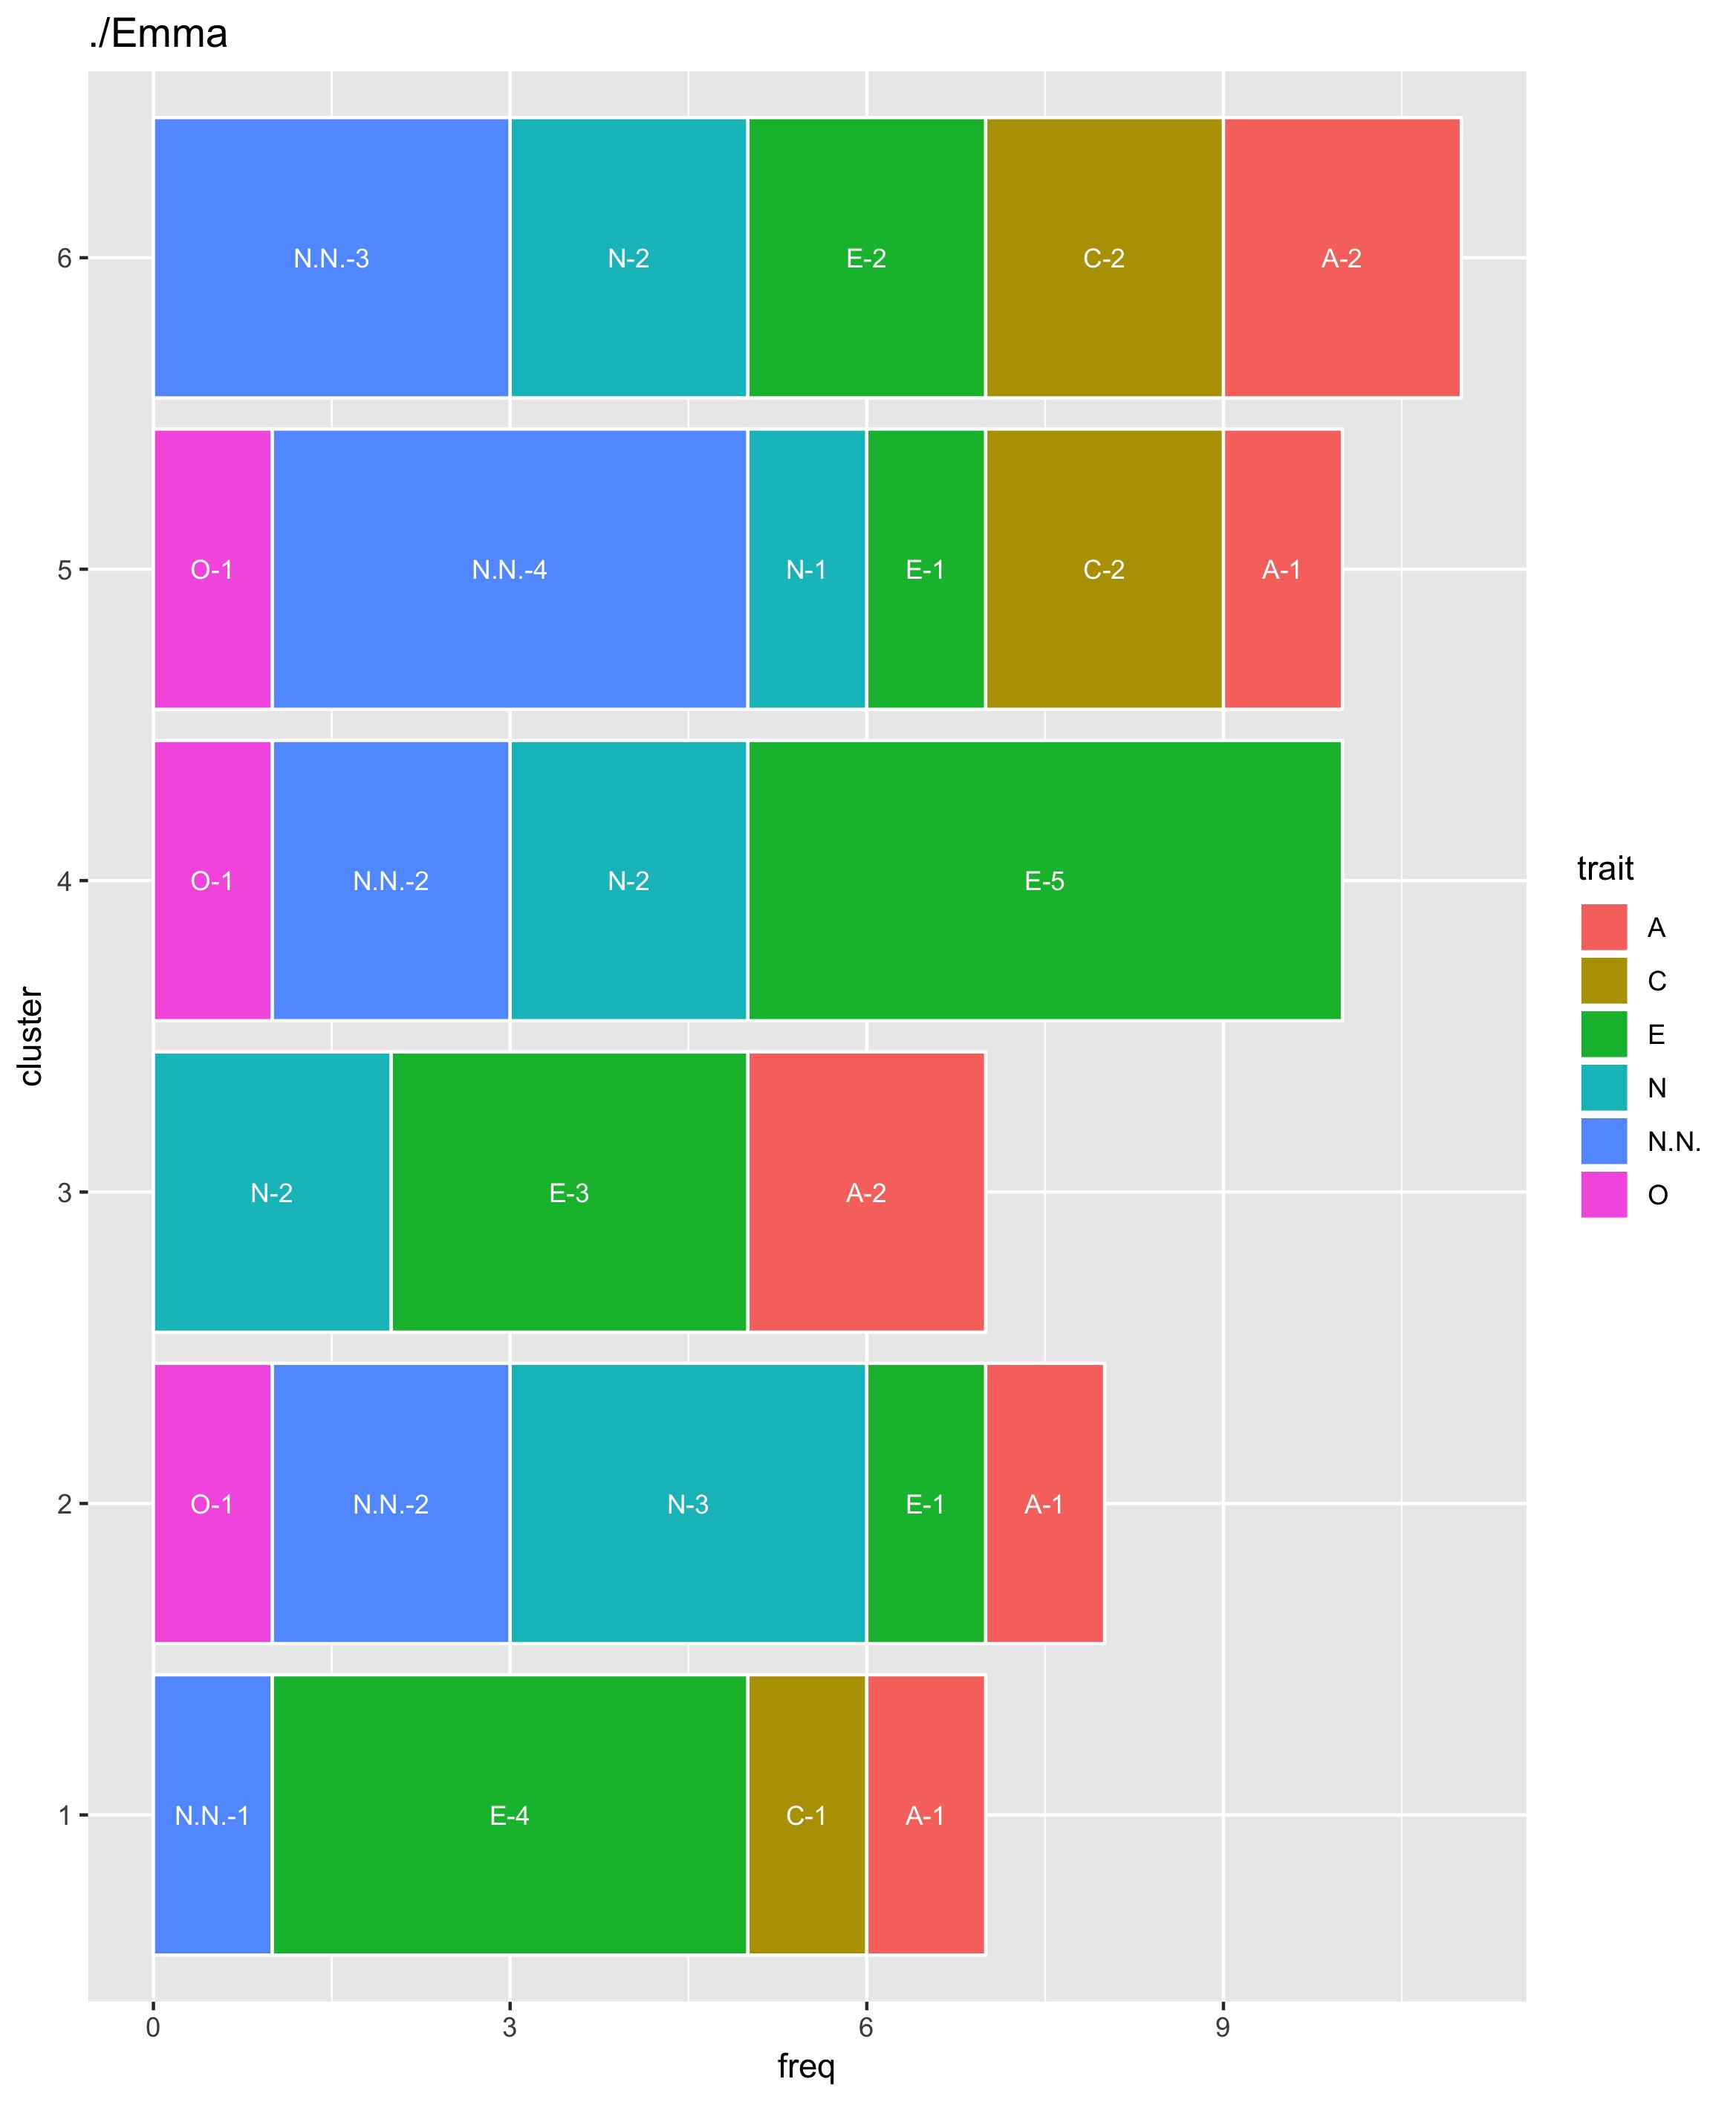 ./Emma
6
N.N.-3 N-2 E-2 C-2 A-2
5
O-1 N.N.-4 N-1 E-1 C-2 A-1
4
O-1 N.N.-2 N-2 E-5
3
N-2 E-3 A-2
2
O-1 N.N.-2 N-3 E-1 A-1
1
N.N.-1 E-4 C-1 A-1
cluster
0 3 6 9
freq
trait
A
C
E
N
N.N.
O